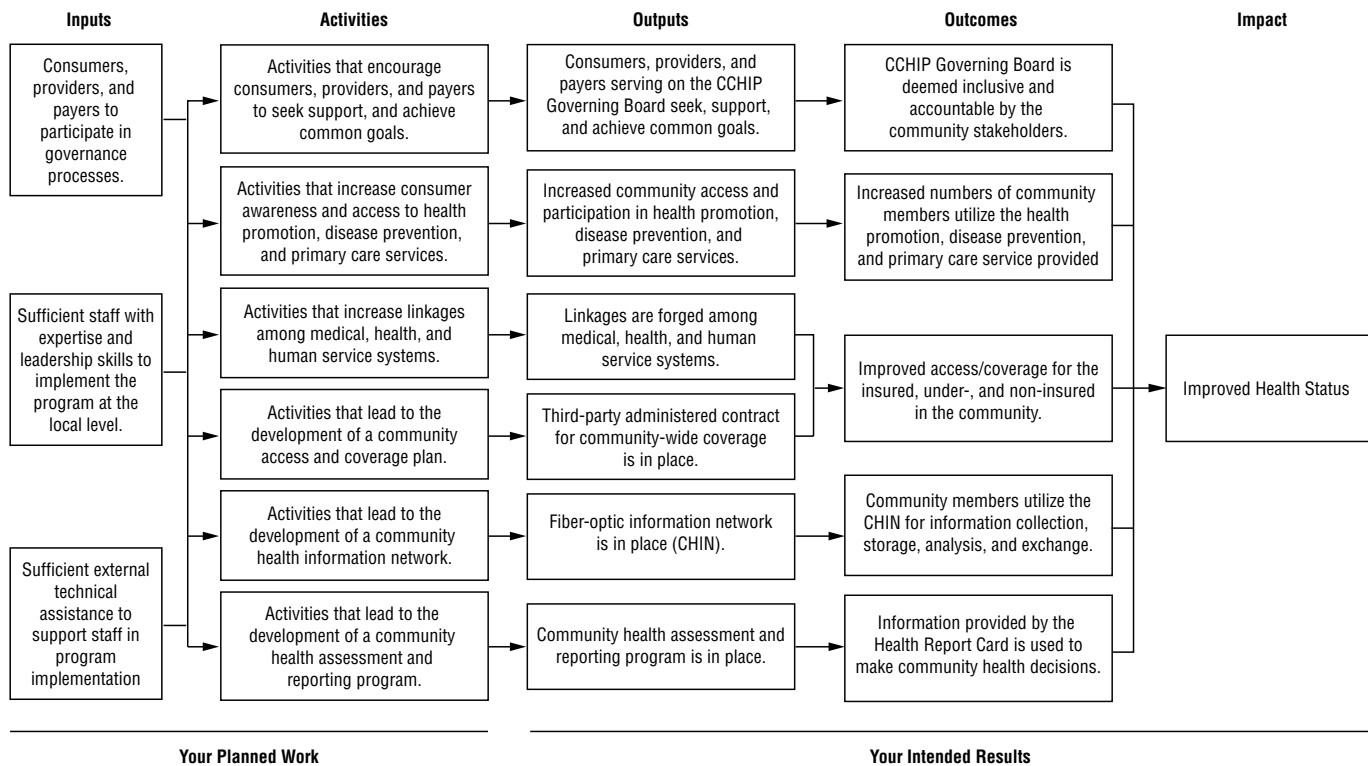 Inputs
Activities
Outputs
Outcomes
Impact
Consumers,
providers, and
payers to
participate in
governance
processes.
Sufficient staff with
expertise and
leadership skills to
implement the
program at the
local level.
Sufficient external
technical
assistance to
support staff in
program
implementation
Activities that encourage
consumers, providers, and payers
to seek support, and achieve
common goals.
Activities that increase consumer
awareness and access to health
promotion, disease prevention,
and primary care services.
Activities that increase linkages
among medical, health, and
human service systems.
Activities that lead to the
development of a community
access and coverage plan.
Activities that lead to the
development of a community
health information network.
Activities that lead to the
development of a community
health assessment and
reporting program.
Consumers, providers, and
payers serving on the CCHIP
Governing Board seek, support,
and achieve common goals.
Increased community access and
participation in health promotion,
disease prevention, and
primary care services.
Linkages are forged among
medical, health, and human
service systems.
Third-party administered contract
for community-wide coverage
is in place.
Fiber-optic information network
is in place (CHIN).
Community health assessment and
reporting program is in place.
CCHIP Governing Board is
deemed inclusive and
accountable by the
community stakeholders.
Increased numbers of community
members utilize the health
promotion, disease prevention,
and primary care service provided
Improved access/coverage for the
insured, under-, and non-insured
in the community.
Community members utilize the
CHIN for information collection,
storage, analysis, and exchange.
Information provided by the
Health Report Card is used to
make community health decisions.
Improved Health Status
Your Planned Work
Your Intended Results